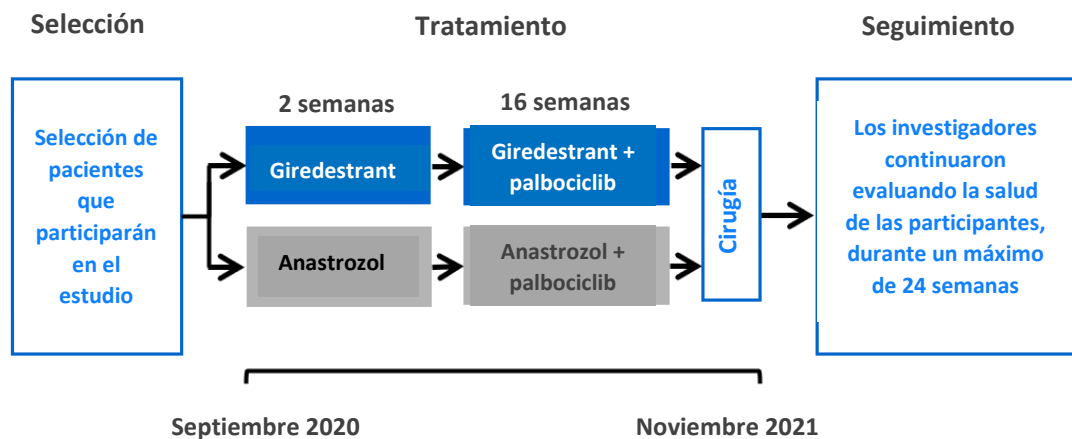 Selección
Tratamiento
Seguimiento
Selección de
pacientes
que
participarán
en el
estudio
2 semanas
Giredestrant
16 semanas
Giredestrant +
palbociclib
Anastrozol
Anastrozol +
palbociclib
Cirugía
Los investigadores
continuaron
evaluando la salud
de las participantes,
durante un máximo
de 24 semanas
Septiembre 2020
Noviembre 2021